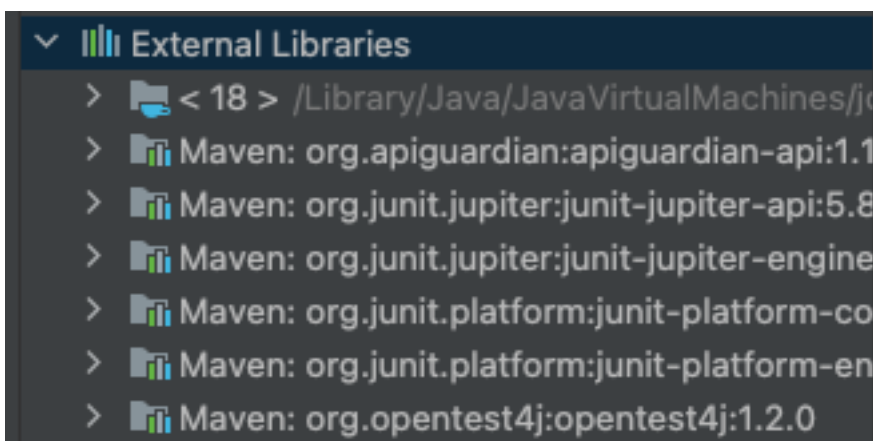 External Libraries
< 18 > /Library/Java/JavaVirtualMachines/j
Maven: org.apiguardian:apiguardian-api:1.1
Maven: org.junit.jupiter:junit-jupiter-api:5.8
Maven: org.junit.jupiter:junit-jupiter-engine
Maven: org.junit.platform:junit-platform-co
Maven: org.junit.platform:junit-platform-en
Maven: org.opentest4j:opentest4j:1.2.0